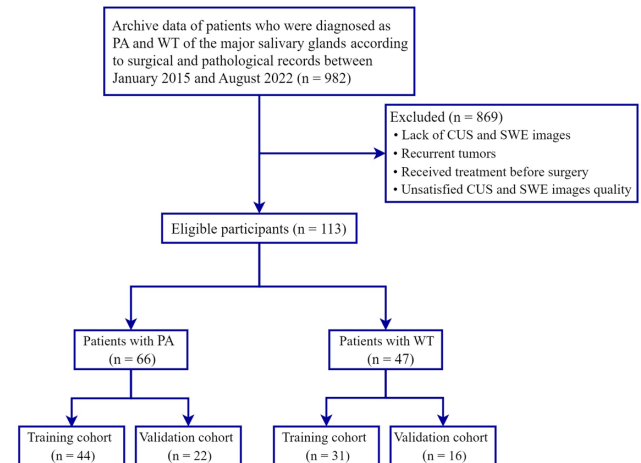 Archive data of patients who were diagnosed as
PA and WT of the major salivary glands according
to surgical and pathological records between
January 2015 and August 2022 (n = 982)
Excluded (n = 869)
• Lack of CUS and SWE images
• Recurrent tumors
• Received treatment before surgery
• Unsatisfied CUS and SWE images quality
Eligible participants (n = 113)
Patients with PA
(n = 66)
Patients with WT
(n = 47)
Training cohort
(n = 44)
Validation cohort
(n = 22)
Training cohort
(n = 31)
Validation cohort
(n = 16)